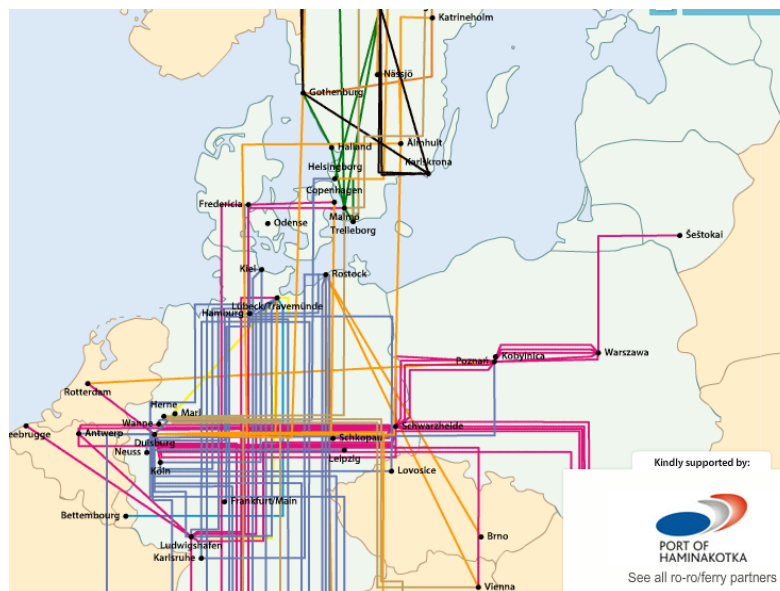 Katrineholm
Nässjö
Gothenburg
Halland
Älmhult
Helsingborg
Karlskrona
Copenhagen
Fredericia
Malmö
Odense
Trelleborg
Šeštokai
Kiel
Rostock
Lübeck/Travemünde
Hamburg
Kobylnica
Warszawa
Poznań
Rotterdam
Herne
Marl
Wanne
eebrugge
Antwerp
Duisburg
Schkopau
Schwarzheide
Neuss
Leipzig
Köln
Lovosice
Kindly supported by:
Frankfurt/Main
Bettembourg
Ludwigshafen
Brno
Karlsruhe
PORT OF
HAMINAKOTKA
See all ro-ro/ferry partners
Vienna